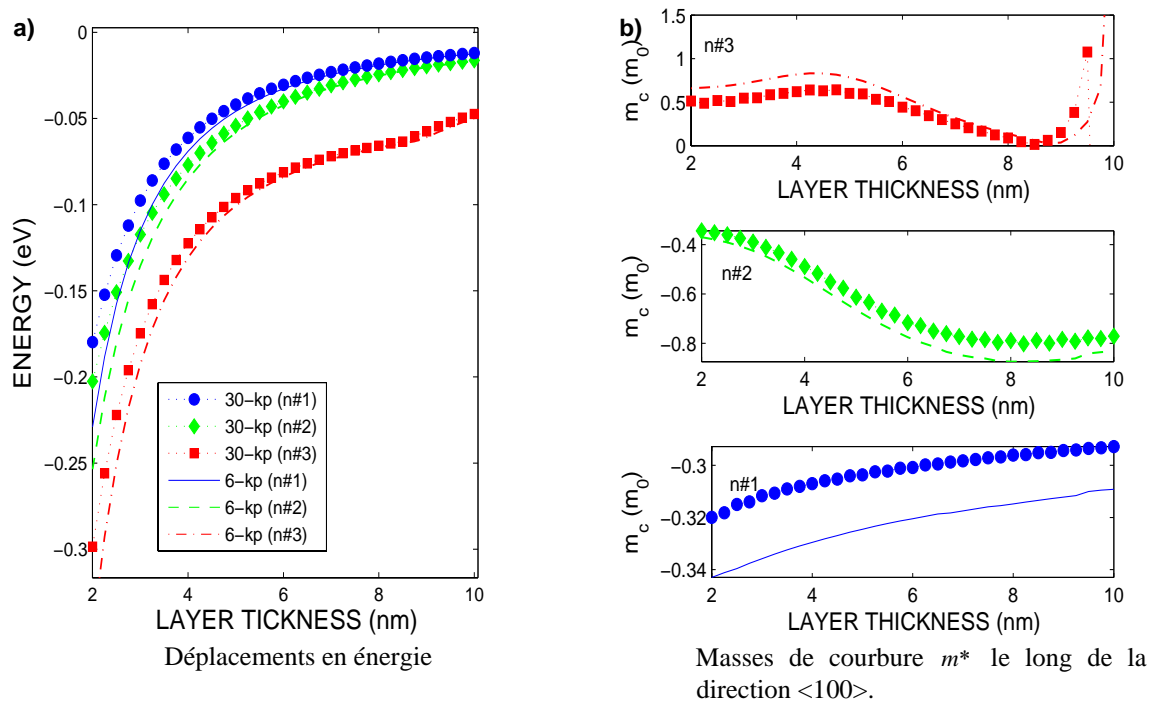 a)
ENERGY (eV)
0
−0.05
−0.1
−0.15
−0.2
−0.25
−0.3
30−kp (n#1)
30−kp (n#2)
30−kp (n#3)
6−kp (n#1)
6−kp (n#2)
6−kp (n#3)
2 4 6 8 10
LAYER TICKNESS (nm)
Déplacements en énergie
b)
m_c (m_0)
1.5
1
0.5
0
n#3
2 4 6 8 10
LAYER THICKNESS (nm)
m_c (m_0)
−0.4
−0.6
−0.8
n#2
2 4 6 8 10
LAYER THICKNESS (nm)
m_c (m_0)
−0.3
−0.32
−0.34
n#1
2 4 6 8 10
LAYER THICKNESS (nm)
Masses de courbure m* le long de la
direction <100>.